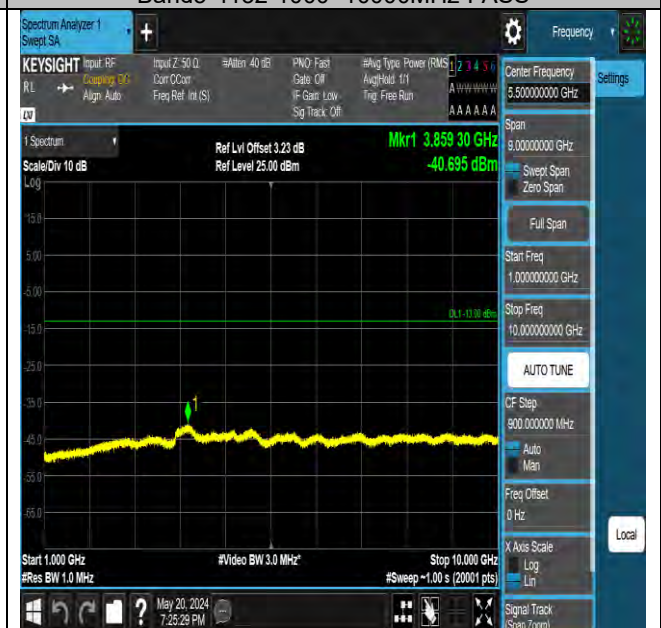 Spectrum Analyzer 1
Swept SA
+
Frequency
KEYSIGHT
RL
Input: RF
Coupling: DC
Align: Auto
Input Z: 50 Ω
Corr CCorr
Freq Ref: Int (S)
#Atten: 40 dB
PNO: Fast
Gate: Off
IF Gain: Low
Sig Track: Off
#Avg Type: Power (RMS
Avg|Hold: 1/1
Trig: Free Run
1 2 3 4 5 6
A W W W W W
A A A A A A
LXI
1 Spectrum
Scale/Div 10 dB
Log
Ref Lvl Offset 3.23 dB
Ref Level 25.00 dBm
Mkr1 3.859 30 GHz
-40.695 dBm
15.0
5.00
-5.00
-15.0
-25.0
-35.0
-45.0
-55.0
-65.0
DL1 -13.00 dBm
1
Start 1.000 GHz
#Res BW 1.0 MHz
#Video BW 3.0 MHz*
Stop 10.000 GHz
#Sweep ~1.00 s (20001 pts)
?
May 20, 2024
7:25:29 PM
Center Frequency
5.500000000 GHz
Settings
Span
9.00000000 GHz
Swept Span
Zero Span
Full Span
Start Freq
1.000000000 GHz
Stop Freq
10.000000000 GHz
AUTO TUNE
CF Step
900.000000 MHz
Auto
Man
Freq Offset
0 Hz
X Axis Scale
Log
Lin
Local
Signal Track
(Span Zoom)